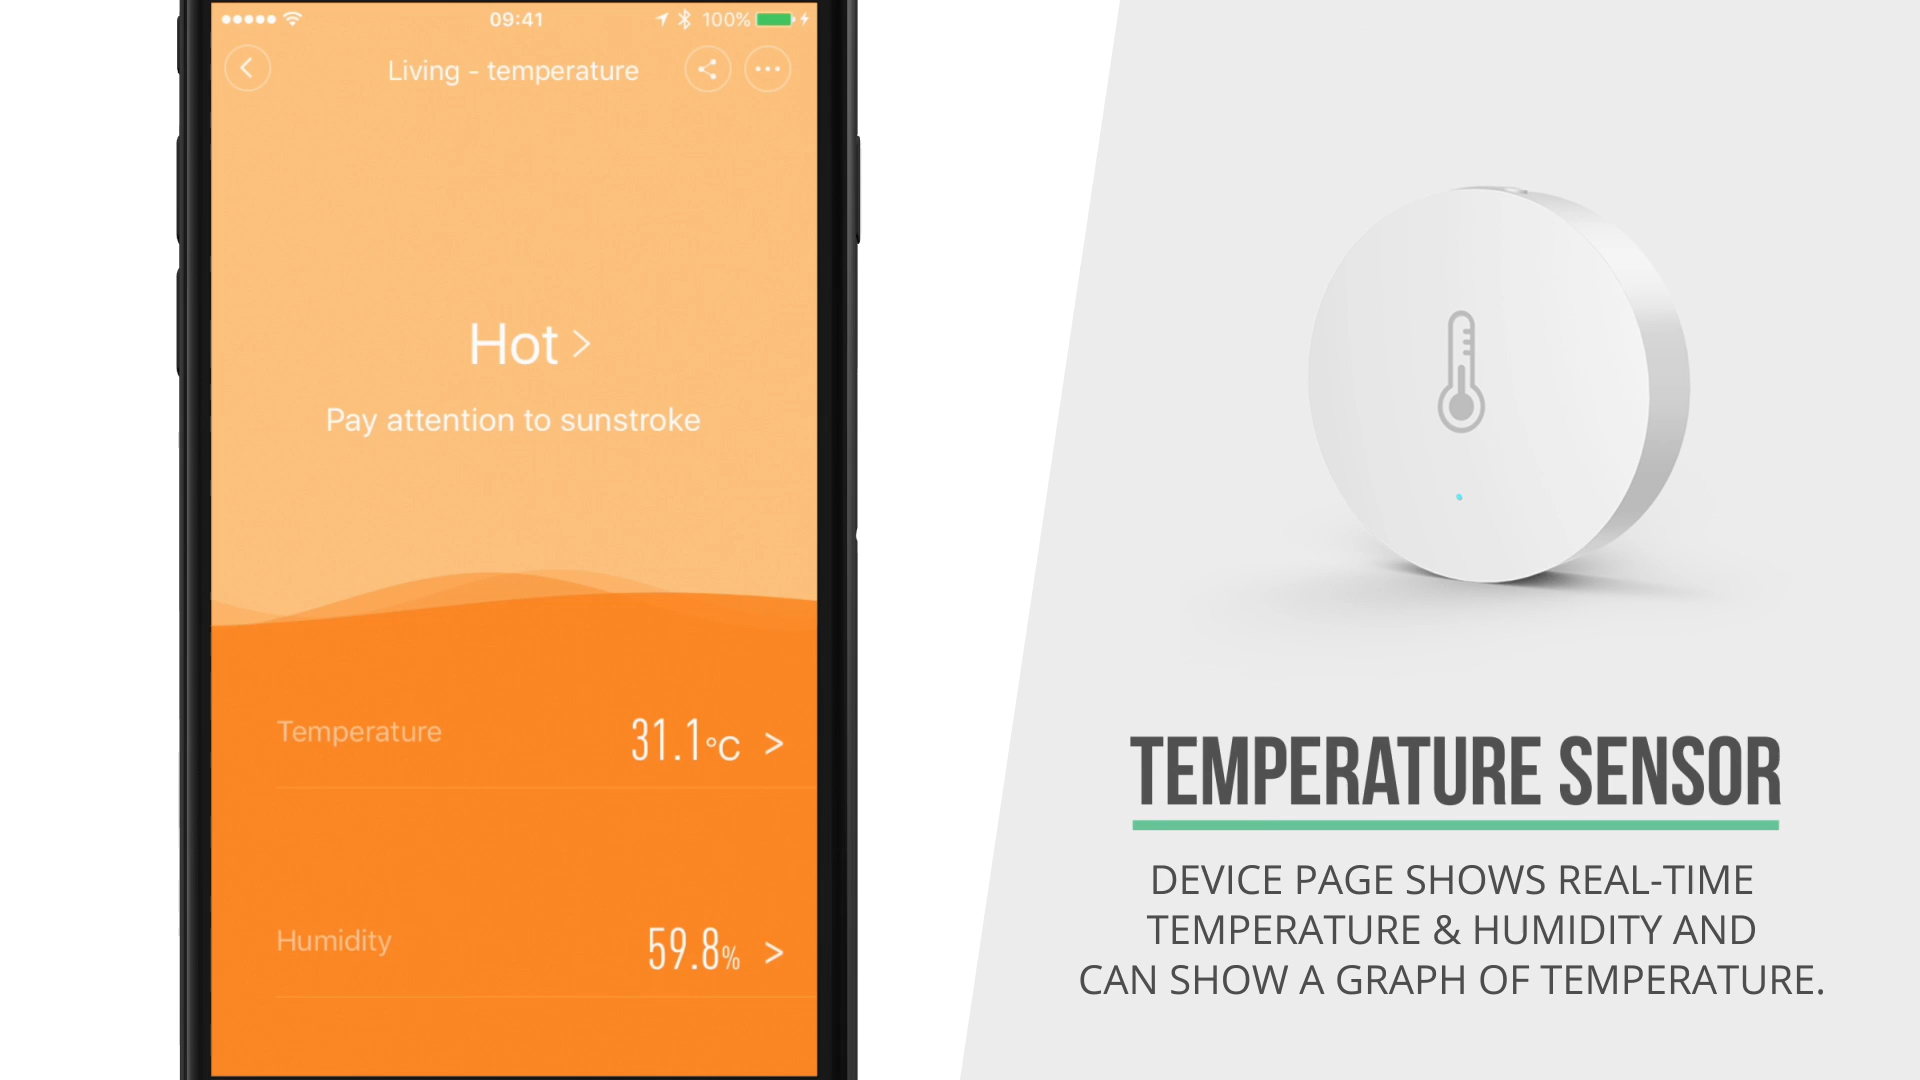 09:41
100%
Living - temperature
Hot >
Pay attention to sunstroke
Temperature
31.1°C >
Humidity
59.8% >
TEMPERATURE SENSOR
DEVICE PAGE SHOWS REAL-TIME
TEMPERATURE & HUMIDITY AND
CAN SHOW A GRAPH OF TEMPERATURE.